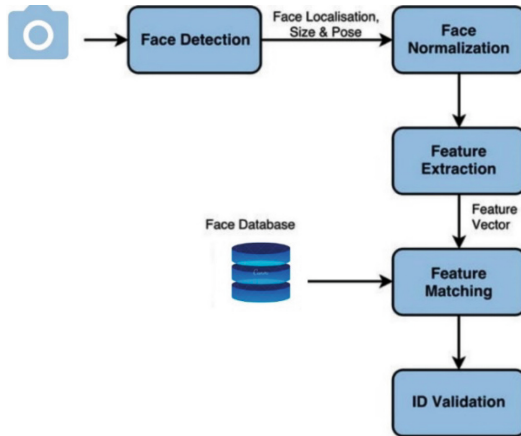 Face Detection
Face Localisation,
Size & Pose
Face
Normalization
Feature
Extraction
Feature
Vector
Face Database
Feature
Matching
ID Validation